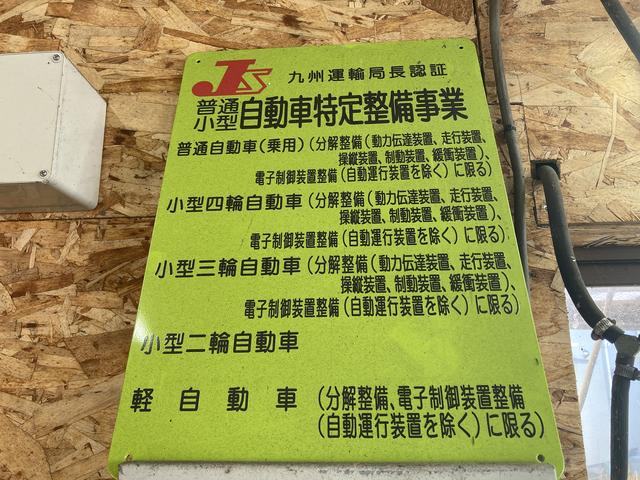 JS 九州運輸局長認証
普通
小型 自動車特定整備事業
普通自動車(乗用)(分解整備(動力伝達装置、走行装置、
操縦装置、制動装置、緩衝装置)、
電子制御装置整備(自動運行装置を除く)に限る)
小型四輪自動車(分解整備(動力伝達装置、走行装置、
操縦装置、制動装置、緩衝装置)、
電子制御装置整備(自動運行装置を除く)に限る)
小型三輪自動車(分解整備(動力伝達装置、走行装置、
操縦装置、制動装置、緩衝装置)、
電子制御装置整備(自動運行装置を除く)に限る)
小型二輪自動車
軽自動車(分解整備、電子制御装置整備
(自動運行装置を除く)に限る)